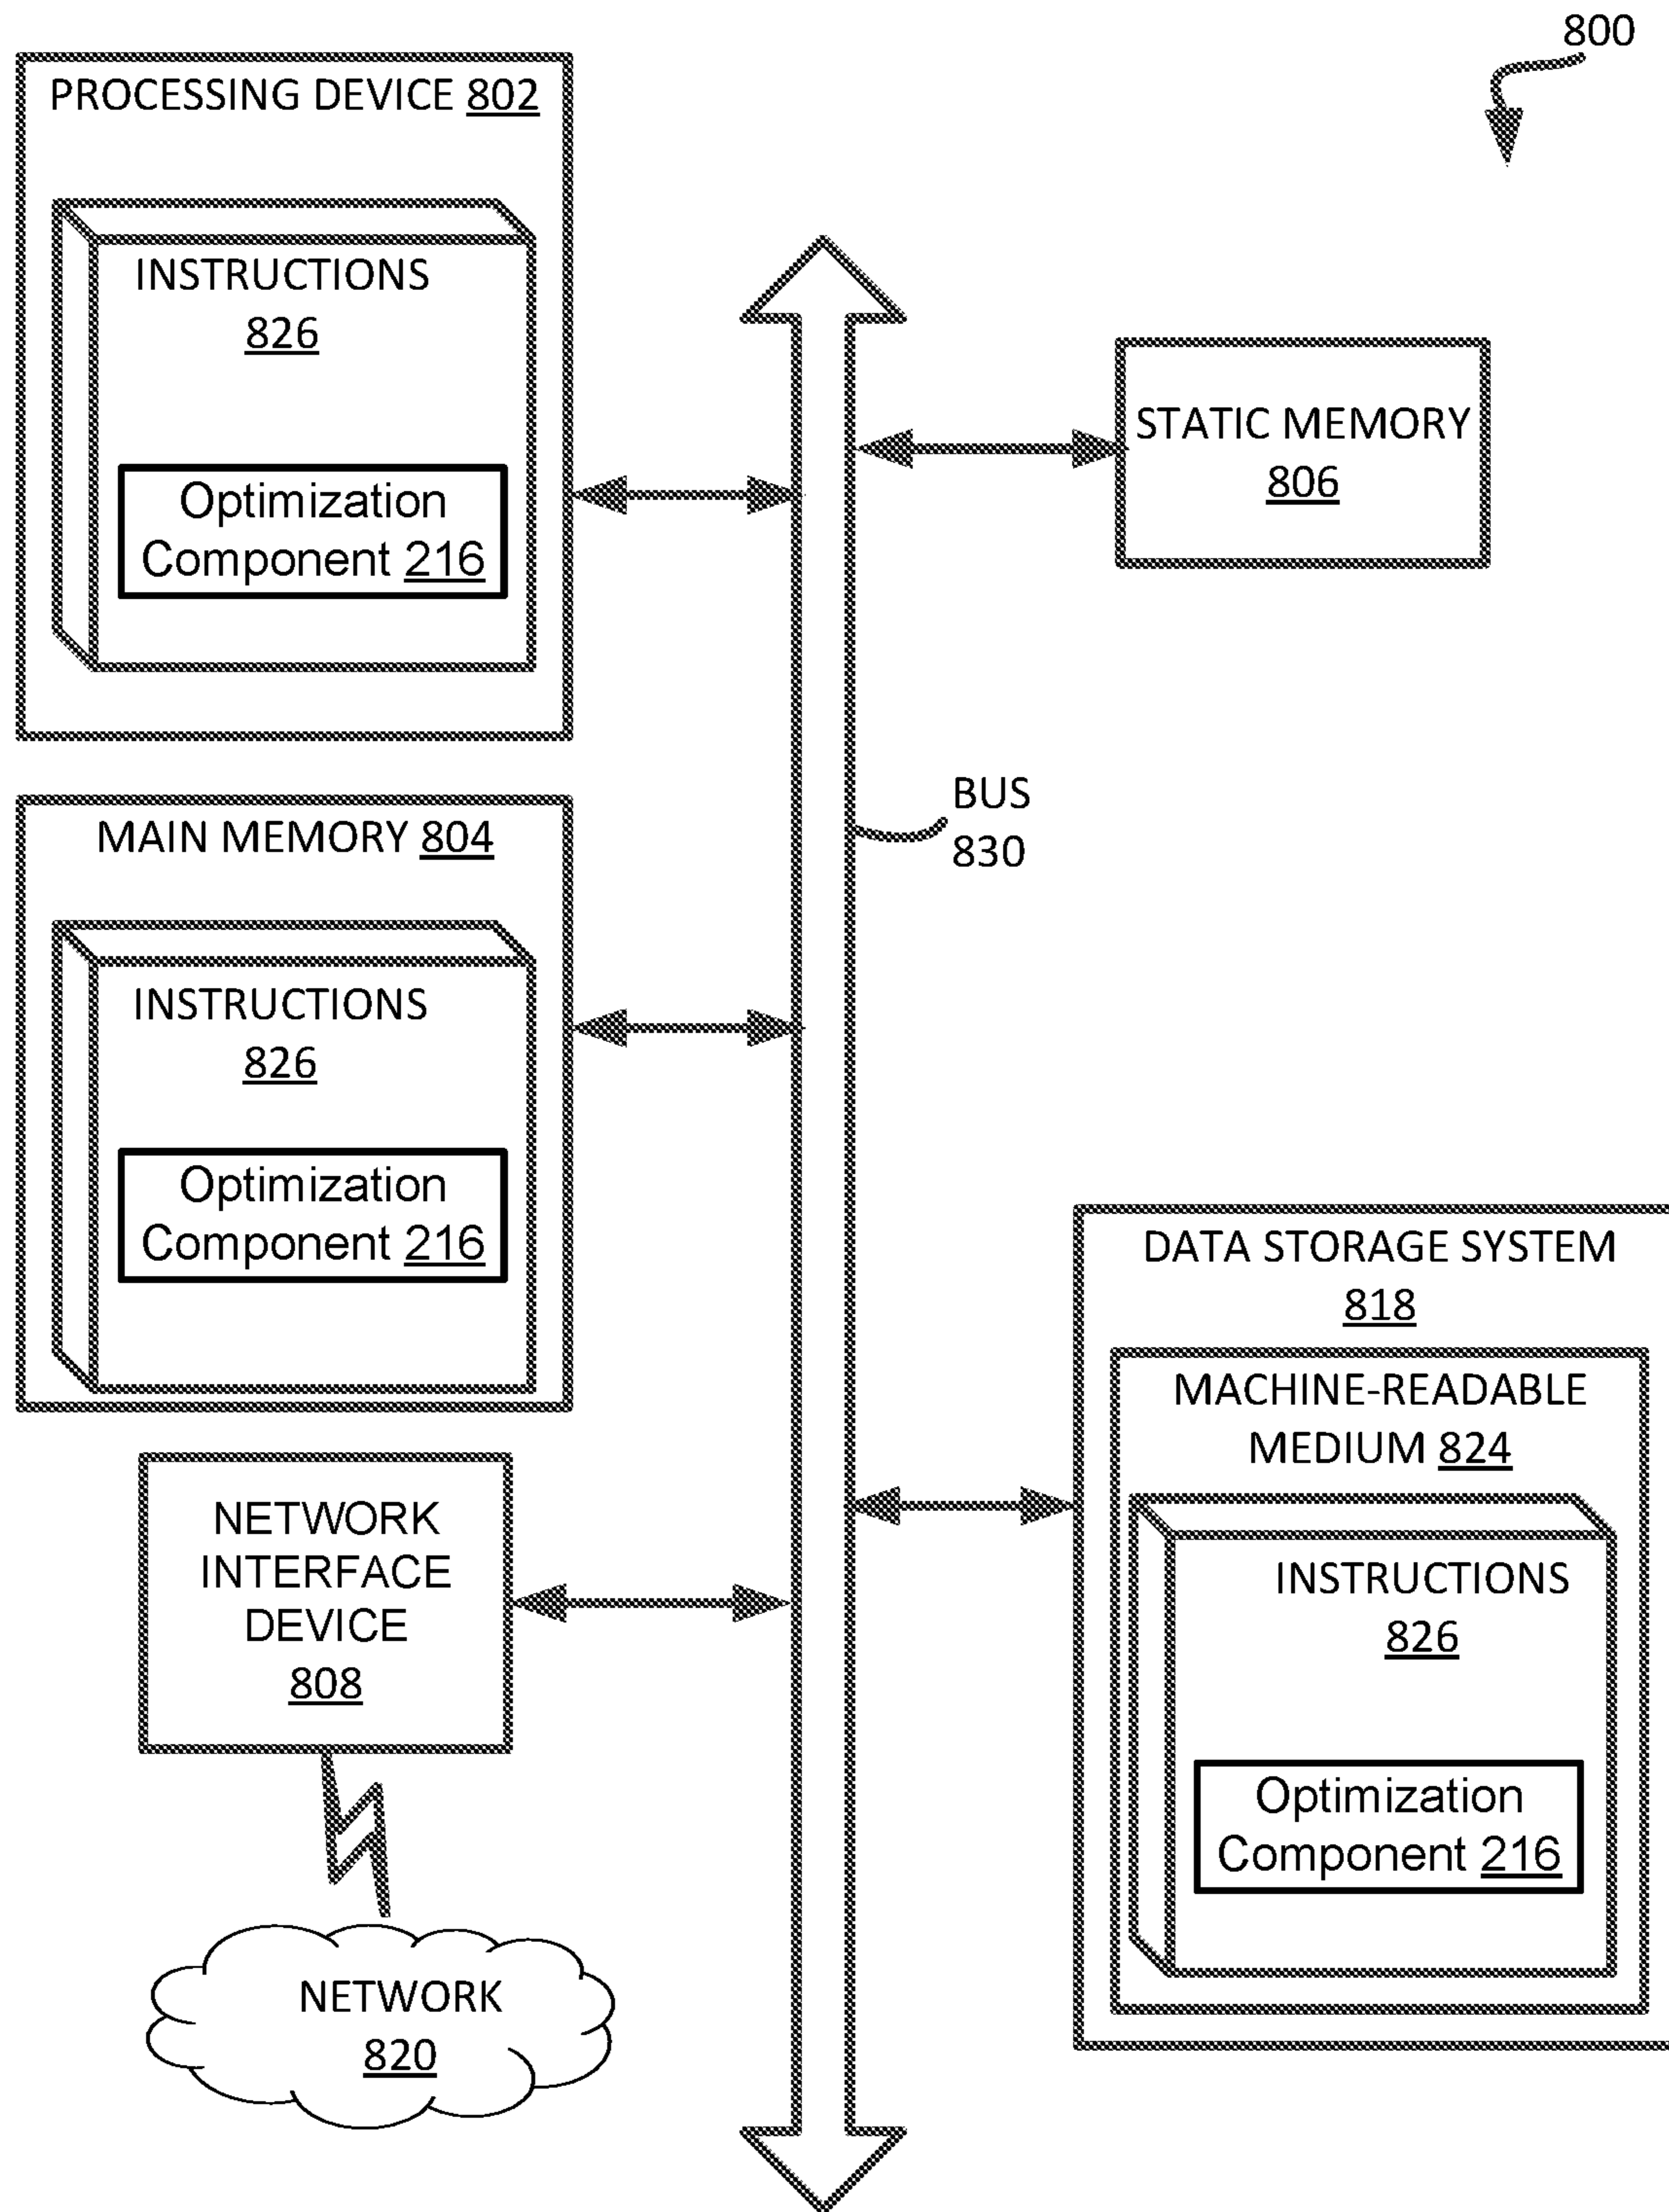 800
PROCESSING DEVICE 802
INSTRUCTIONS
826
Optimization
Component 216
STATIC MEMORY
806
BUS
830
MAIN MEMORY 804
INSTRUCTIONS
826
Optimization
Component 216
DATA STORAGE SYSTEM
818
MACHINE-READABLE
MEDIUM 824
INSTRUCTIONS
826
Optimization
Component 216
NETWORK
INTERFACE
DEVICE
808
NETWORK
820